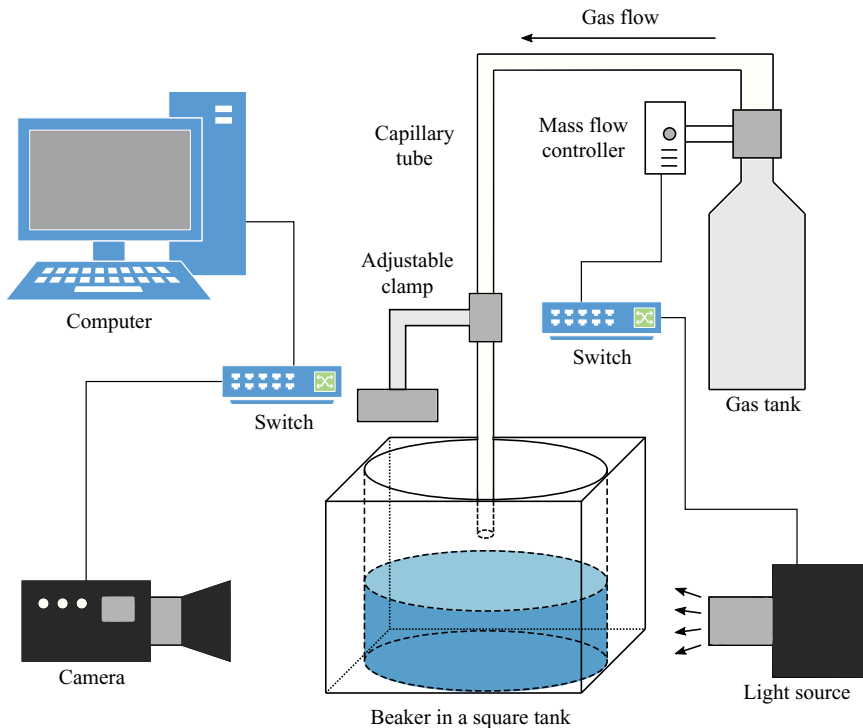 Gas flow
Capillary
tube
Mass flow
controller
Adjustable
clamp
Computer
Switch
Switch
Gas tank
Camera
Light source
Beaker in a square tank